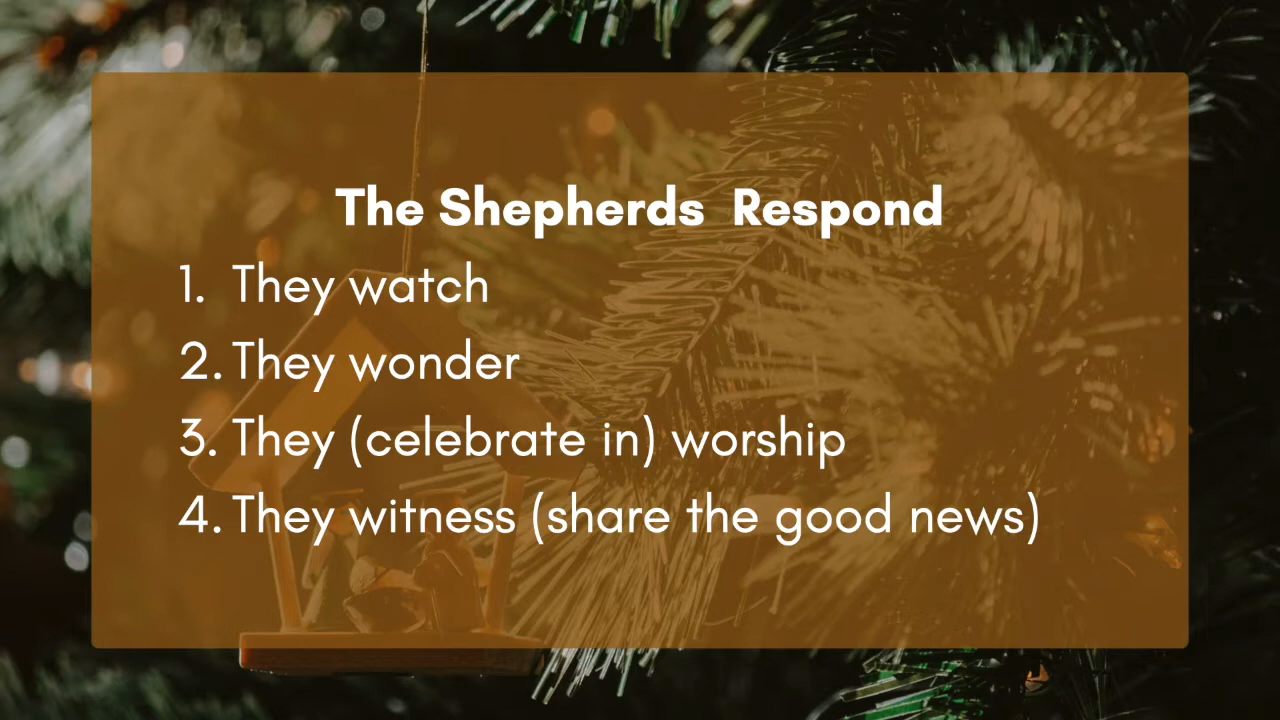 The Shepherds  Respond
1. They watch
2. They wonder
3. They (celebrate in) worship
4. They witness (share the good news)